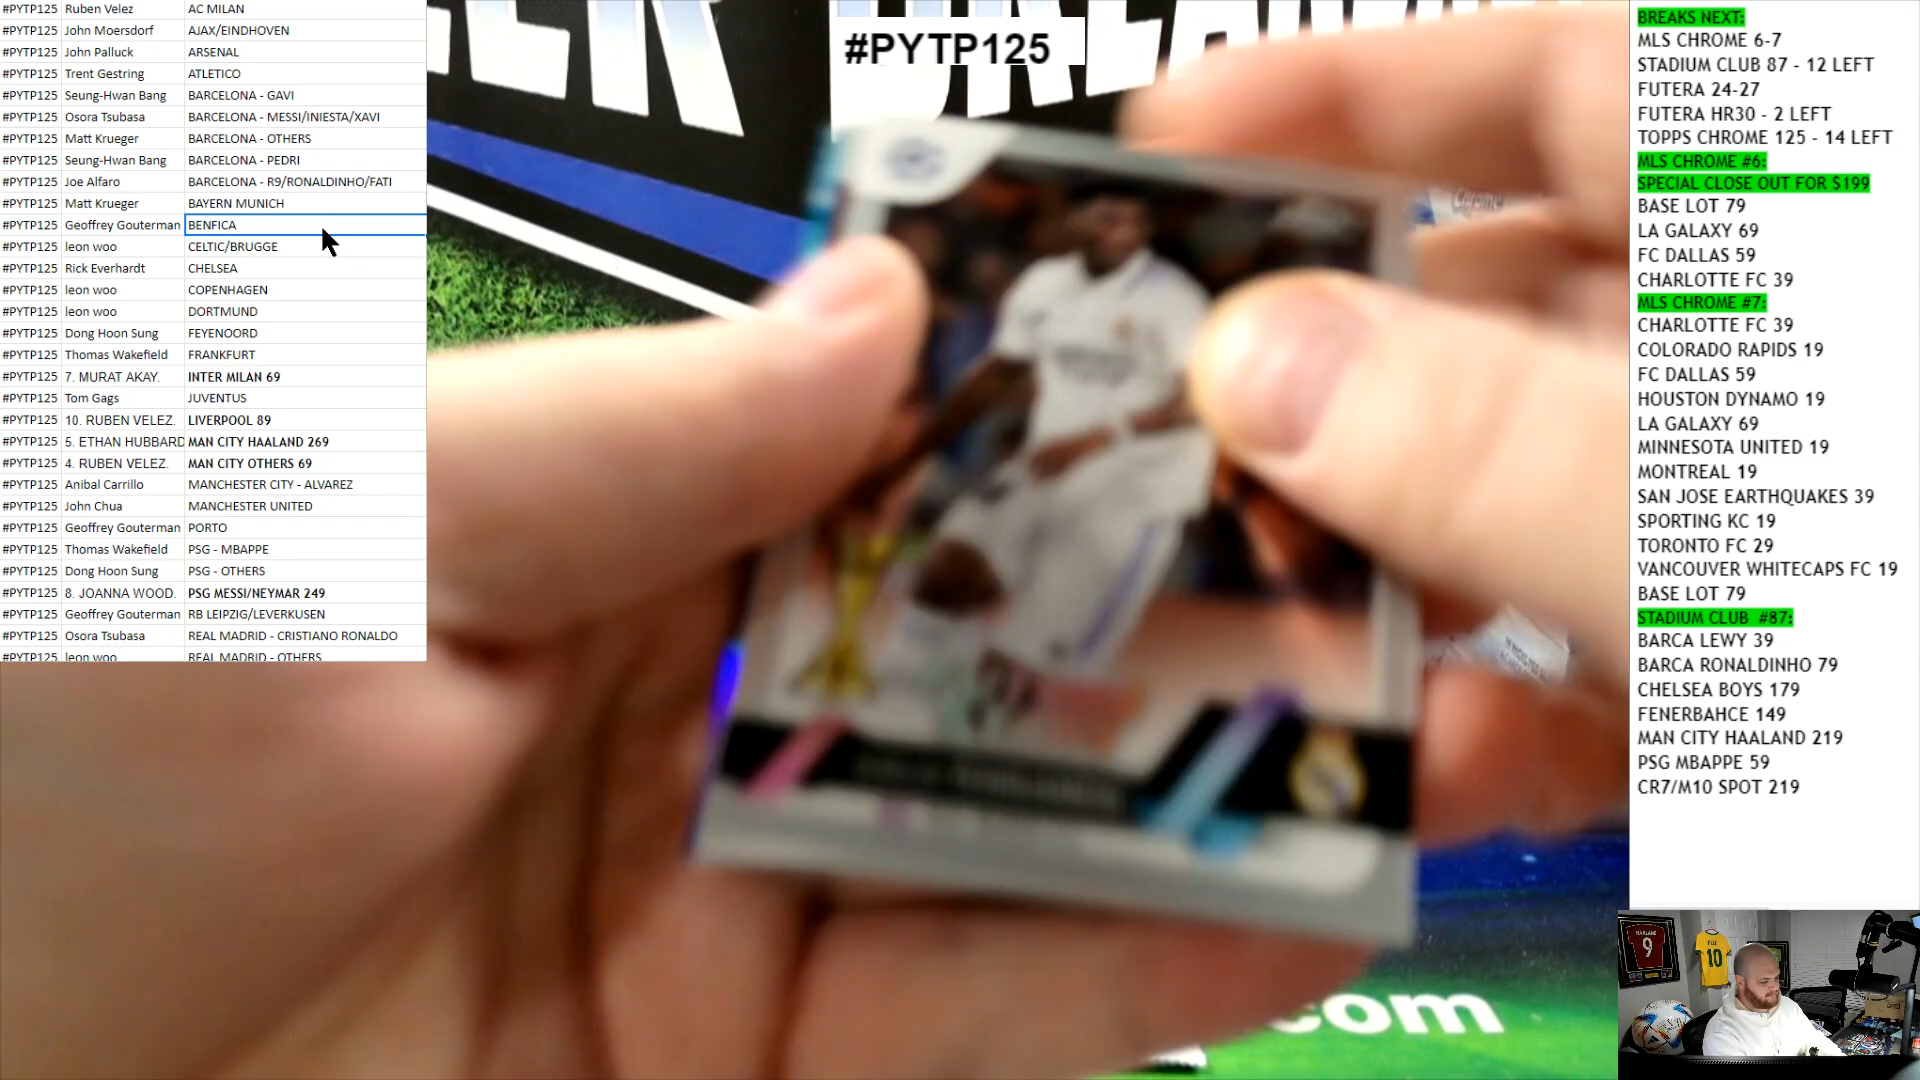 #PYTP125 Ruben Velez AC MILAN
#PYTP125 John Moersdorf AJAX/EINDHOVEN
#PYTP125 John Palluck ARSENAL
#PYTP125 Trent Gestring ATLETICO
#PYTP125 Seung-Hwan Bang BARCELONA - GAVI
#PYTP125 Osora Tsubasa BARCELONA - MESSI/INIESTA/XAVI
#PYTP125 Matt Krueger BARCELONA - OTHERS
#PYTP125 Seung-Hwan Bang BARCELONA - PEDRI
#PYTP125 Joe Alfaro BARCELONA - R9/RONALDINHO/FATI
#PYTP125 Matt Krueger BAYERN MUNICH
#PYTP125 Geoffrey Gouterman BENFICA
#PYTP125 leon woo CELTIC/BRUGGE
#PYTP125 Rick Everhardt CHELSEA
#PYTP125 leon woo COPENHAGEN
#PYTP125 leon woo DORTMUND
#PYTP125 Dong Hoon Sung FEYENOORD
#PYTP125 Thomas Wakefield FRANKFURT
#PYTP125 7. MURAT AKAY. INTER MILAN 69
#PYTP125 Tom Gags JUVENTUS
#PYTP125 10. RUBEN VELEZ. LIVERPOOL 89
#PYTP125 5. ETHAN HUBBARD MAN CITY HAALAND 269
#PYTP125 4. RUBEN VELEZ. MAN CITY OTHERS 69
#PYTP125 Anibal Carrillo MANCHESTER CITY - ALVAREZ
#PYTP125 John Chua MANCHESTER UNITED
#PYTP125 Geoffrey Gouterman PORTO
#PYTP125 Thomas Wakefield PSG - MBAPPE
#PYTP125 Dong Hoon Sung PSG - OTHERS
#PYTP125 8. JOANNA WOOD. PSG MESSI/NEYMAR 249
#PYTP125 Geoffrey Gouterman RB LEIPZIG/LEVERKUSEN
#PYTP125 Osora Tsubasa REAL MADRID - CRISTIANO RONALDO
#PYTP125 leon woo REAL MADRID - OTHERS
#PYTP125
Chrome
.com
BREAKS NEXT:
MLS CHROME 6-7
STADIUM CLUB 87 - 12 LEFT
FUTERA 24-27
FUTERA HR30 - 2 LEFT
TOPPS CHROME 125 - 14 LEFT
MLS CHROME #6:
SPECIAL CLOSE OUT FOR $199
BASE LOT 79
LA GALAXY 69
FC DALLAS 59
CHARLOTTE FC 39
MLS CHROME #7:
CHARLOTTE FC 39
COLORADO RAPIDS 19
FC DALLAS 59
HOUSTON DYNAMO 19
LA GALAXY 69
MINNESOTA UNITED 19
MONTREAL 19
SAN JOSE EARTHQUAKES 39
SPORTING KC 19
TORONTO FC 29
VANCOUVER WHITECAPS FC 19
BASE LOT 79
STADIUM CLUB #87:
BARCA LEWY 39
BARCA RONALDINHO 79
CHELSEA BOYS 179
FENERBAHCE 149
MAN CITY HAALAND 219
PSG MBAPPE 59
CR7/M10 SPOT 219
HAALAND
9
10